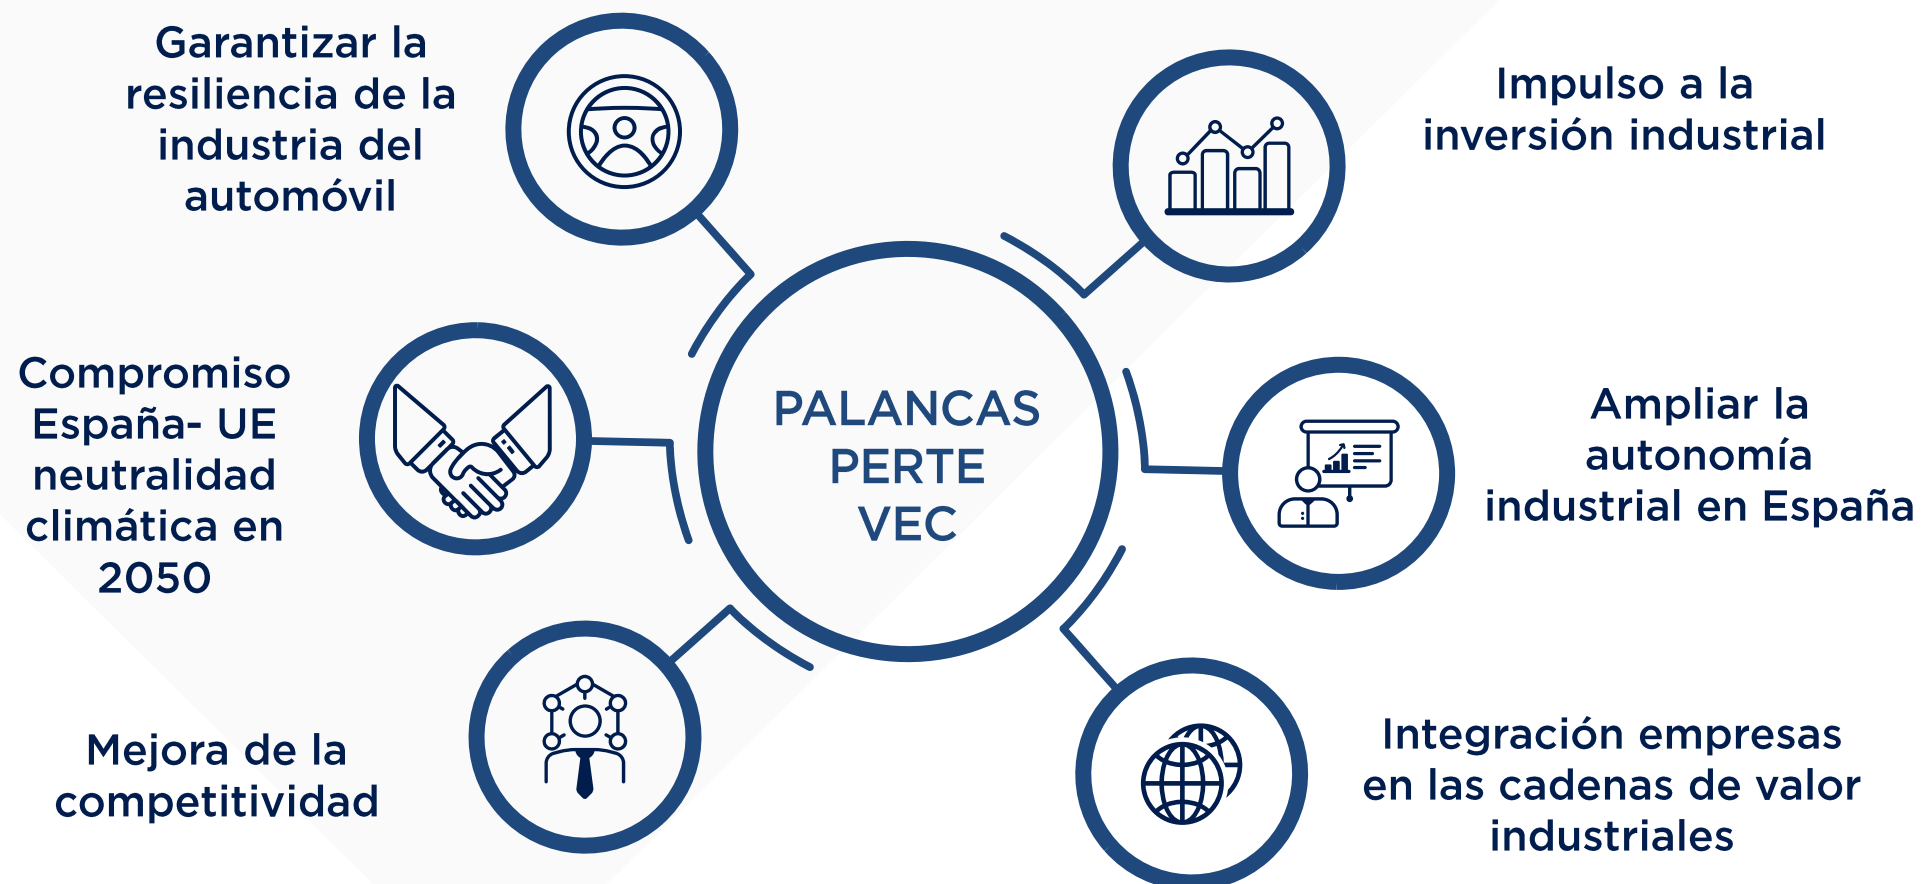 Garantizar la
resiliencia de la
industria del
automóvil
Impulso a la
inversión industrial
Compromiso
España- UE
neutralidad
climática en
2050
PALANCAS
PERTE
VEC
Ampliar la
autonomía
industrial en España
Mejora de la
competitividad
Integración empresas
en las cadenas de valor
industriales